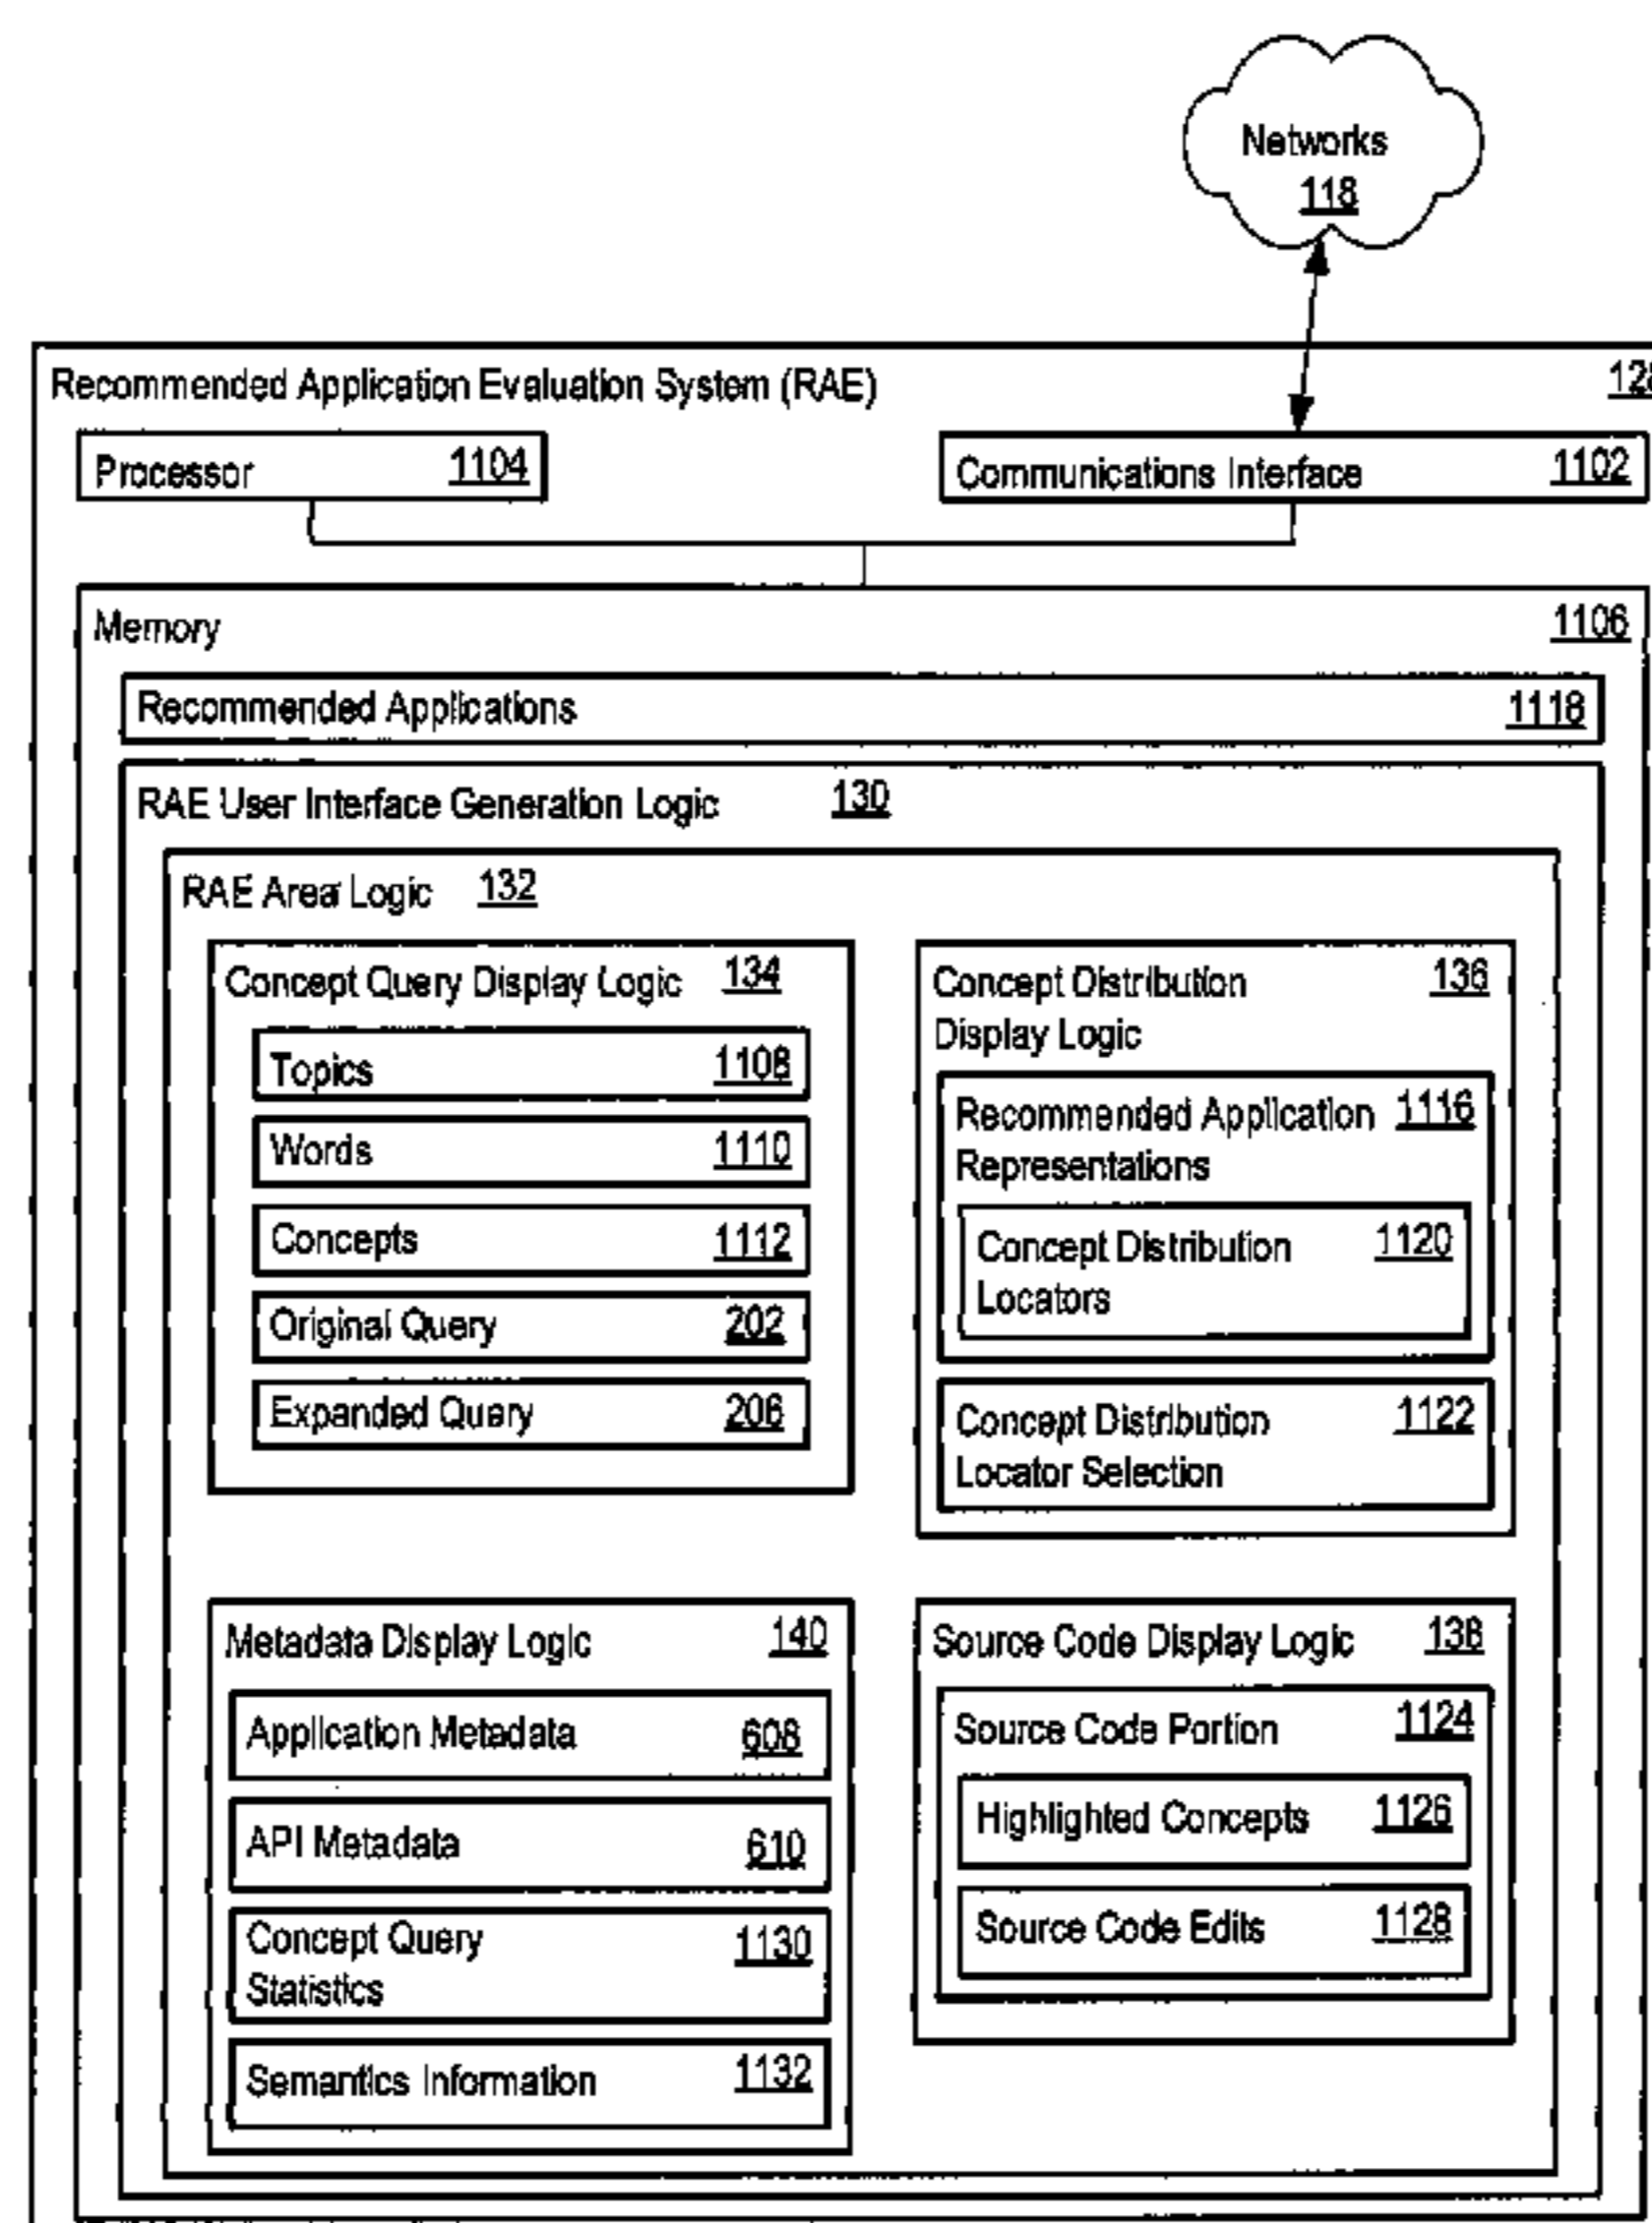 Networks
118
Recommended Application Evaluation System (RAE)
Processor 1104
Communications Interface 1102
Memory 1106
Recommended Applications 1118
RAE User Interface Generation Logic 130
RAE Area Logic 132
Concept Query Display Logic 134
Topics 1108
Words 1110
Concepts 1112
Original Query 202
Expanded Query 206
Concept Distribution 136
Display Logic
Recommended Application 1116
Representations
Concept Distribution 1120
Locators
Concept Distribution 1122
Locator Selection
Metadata Display Logic 140
Application Metadata 608
API Metadata 610
Concept Query 1130
Statistics
Semantics Information 1132
Source Code Display Logic 138
Source Code Portion 1124
Highlighted Concepts 1126
Source Code Edits 1128